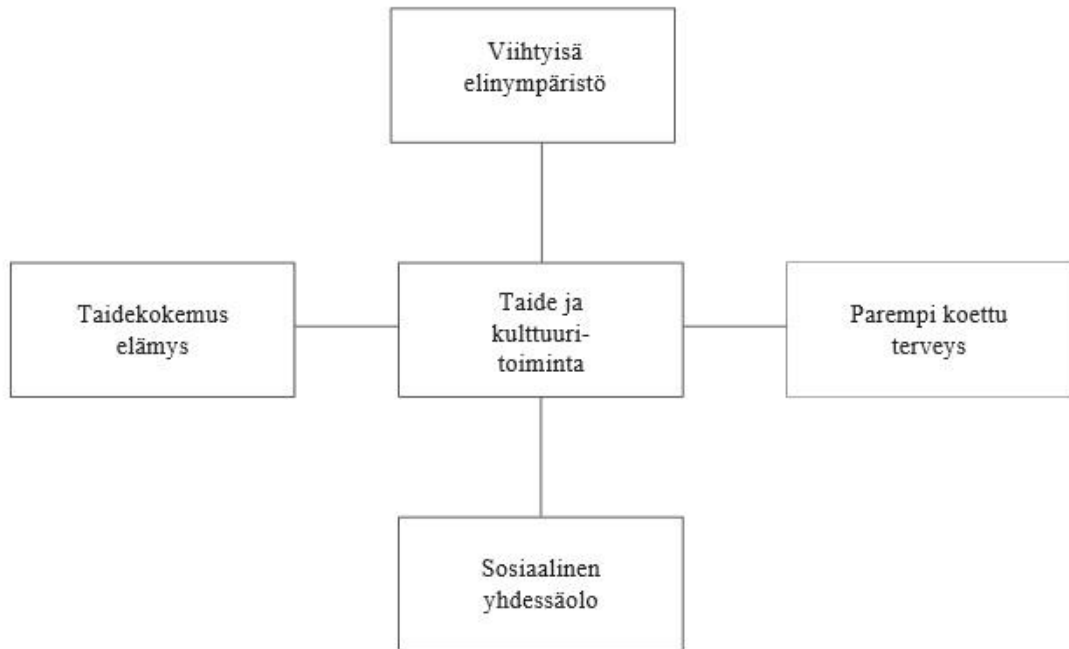 Viihtyisä
elinympäristö
Taidekokemus
elämys
Taide ja
kulttuuri-
toiminta
Parempi koettu
terveys
Sosiaalinen
yhdessäolo